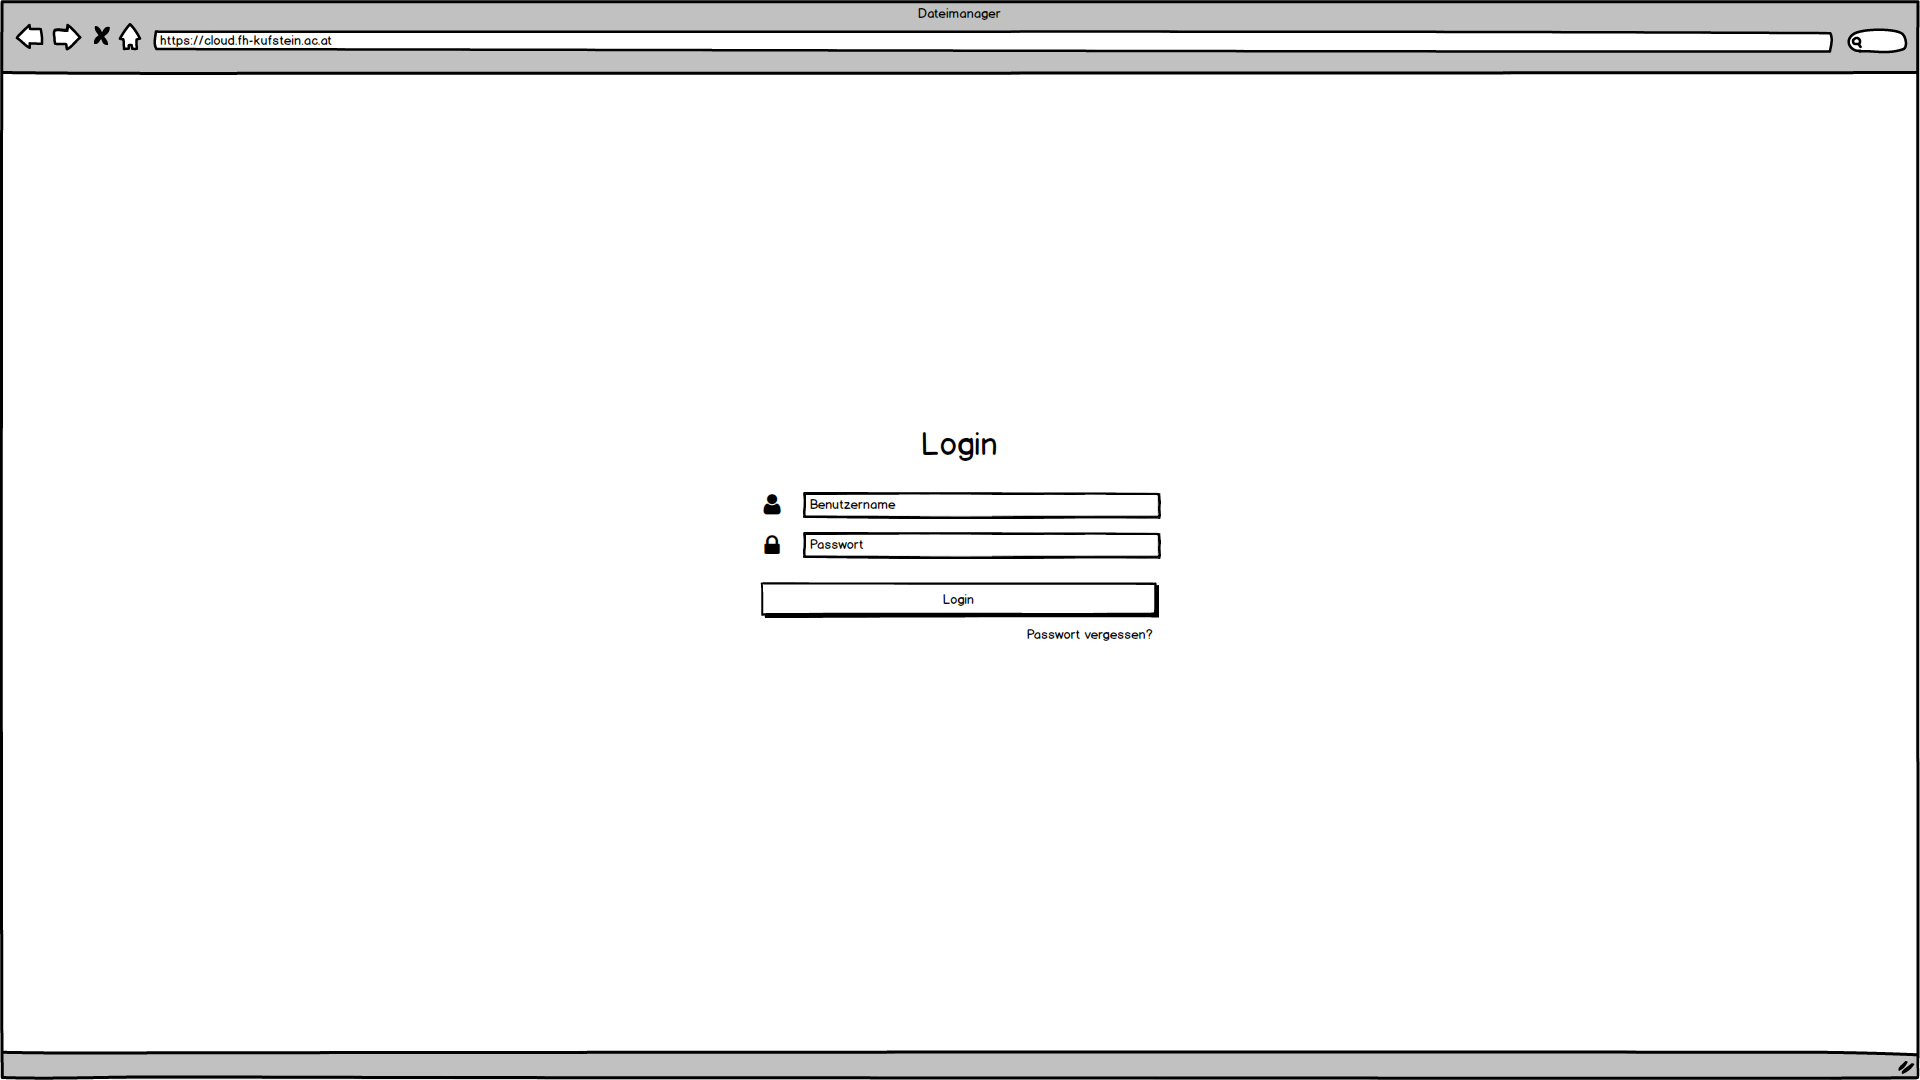 Dateimanager
https://cloud.fh-kufstein.ac.at
Login
Benutzername
Passwort
Login
Passwort vergessen?